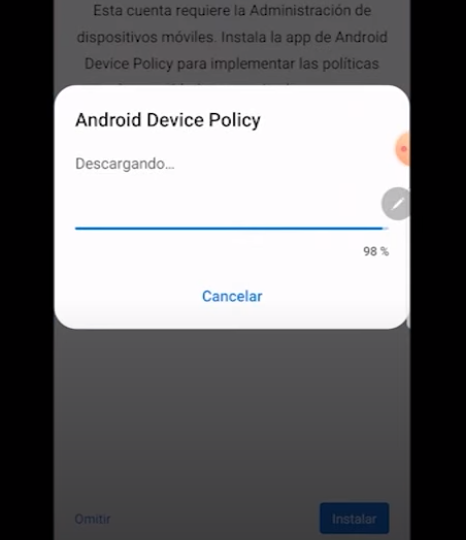 Esta cuenta requiere la Administración de
dispositivos móviles. Instala la app de Android
Device Policy para implementar las políticas
Android Device Policy
Descargando...
98 %
Cancelar
Omitir
Instalar